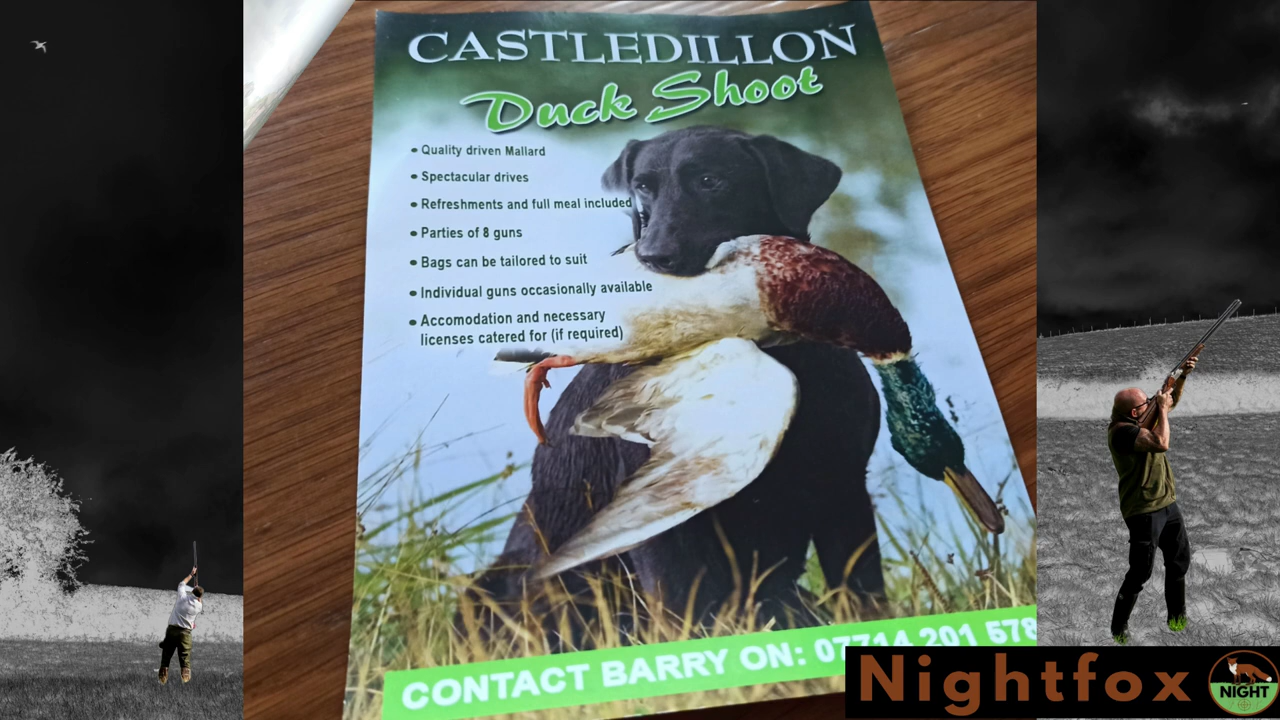 CASTLEDILLON
Duck Shoot
• Quality driven Mallard
• Spectacular drives
• Refreshments and full meal included
• Parties of 8 guns
• Bags can be tailored to suit
• Individual guns occasionally available
• Accomodation and necessary
licenses catered for (if required)
CONTACT BARRY ON: 07714 201 578
Nightfox
NIGHT